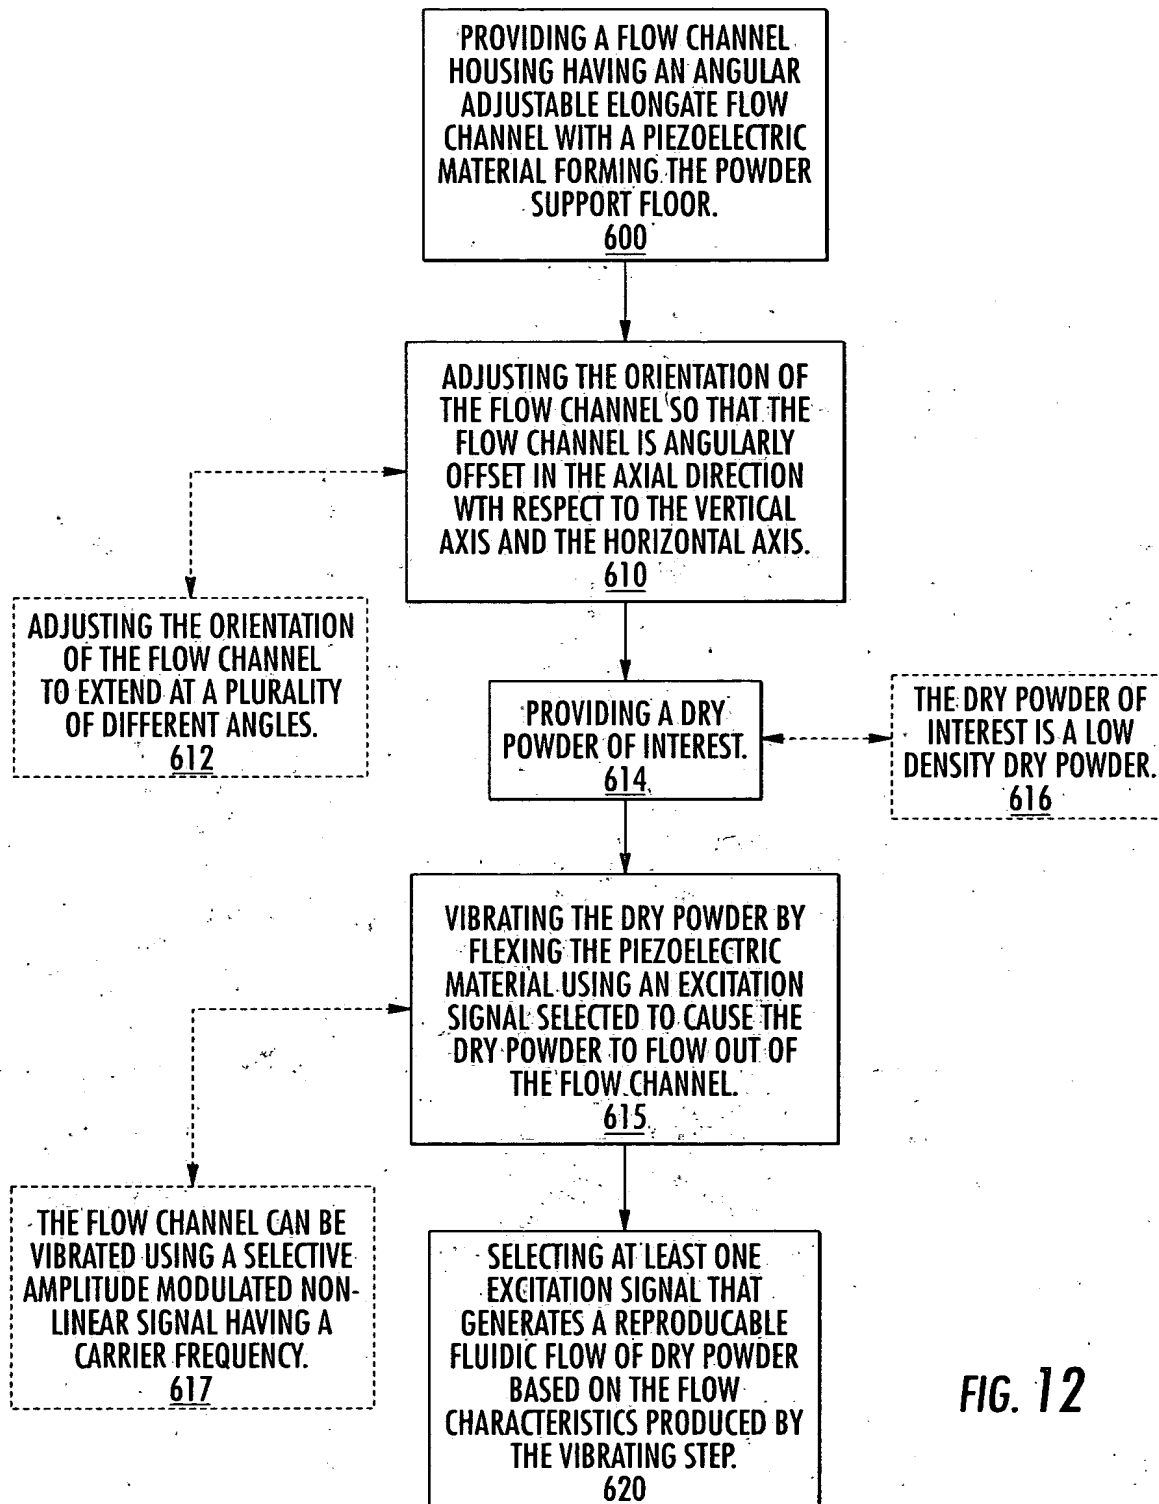 PROVIDING A FLOW CHANNEL
HOUSING HAVING AN ANGULAR
ADJUSTABLE ELONGATE FLOW
CHANNEL WITH A PIEZOELECTRIC
MATERIAL FORMING THE POWDER
SUPPORT FLOOR.
600
ADJUSTING THE ORIENTATION OF
THE FLOW CHANNEL SO THAT THE
FLOW CHANNEL IS ANGULARLY
OFFSET IN THE AXIAL DIRECTION
WTH RESPECT TO THE VERTICAL
AXIS AND THE HORIZONTAL AXIS.
610
ADJUSTING THE ORIENTATION
OF THE FLOW CHANNEL
TO EXTEND AT A PLURALITY
OF DIFFERENT ANGLES.
612
PROVIDING A DRY
POWDER OF INTEREST.
614
THE DRY POWDER OF
INTEREST IS A LOW
DENSITY DRY POWDER.
616
VIBRATING THE DRY POWDER BY
FLEXING THE PIEZOELECTRIC
MATERIAL USING AN EXCITATION
SIGNAL SELECTED TO CAUSE THE
DRY POWDER TO FLOW OUT OF
THE FLOW CHANNEL.
615
THE FLOW CHANNEL CAN BE
VIBRATED USING A SELECTIVE
AMPLITUDE MODULATED NON-
LINEAR SIGNAL HAVING A
CARRIER FREQUENCY.
617
SELECTING AT LEAST ONE
EXCITATION SIGNAL THAT
GENERATES A REPRODUCABLE
FLUIDIC FLOW OF DRY POWDER
BASED ON THE FLOW
CHARACTERISTICS PRODUCED BY
THE VIBRATING STEP.
620
FIG. 12